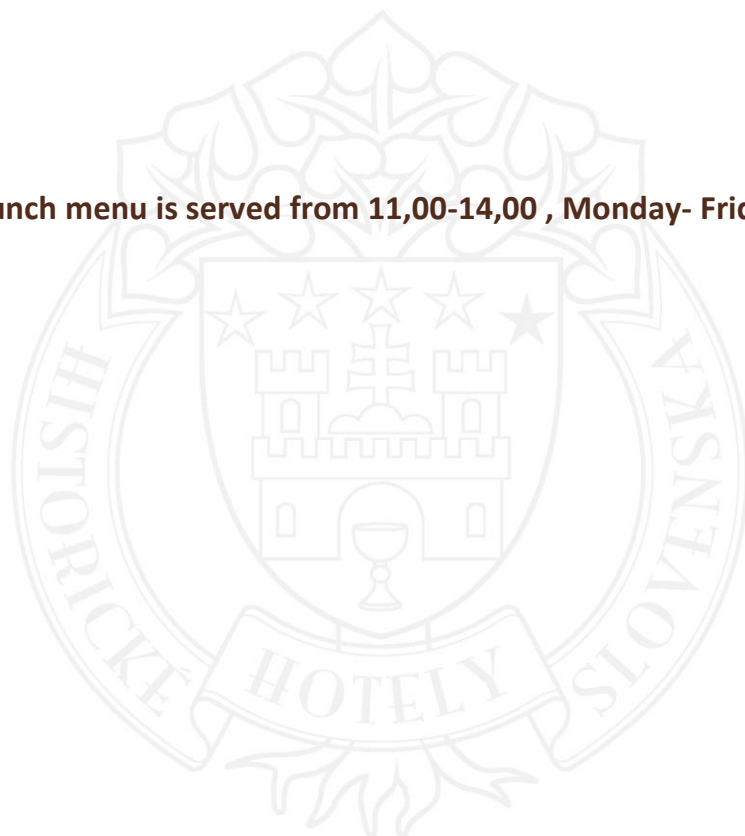 unch menu is served from 11,00-14,00 , Monday- Frid
HISTORICKÉ
HOTELY
SLOVENSKA